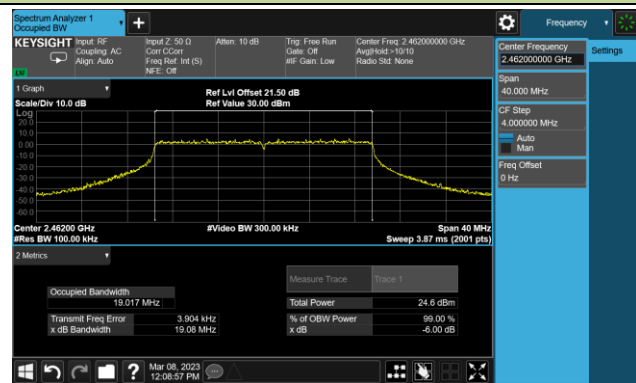 Spectrum Analyzer 1
Occupied BW
Frequency
KEYSIGHT
Input: RF
Coupling: AC
Align: Auto
Input Z: 50 Ω
Corr CCorr
Freq Ref: Int (S)
NFE: Off
Atten: 10 dB
Trig: Free Run
Gate: Off
#IF Gain: Low
Center Freq: 2.462000000 GHz
Avg|Hold:>10/10
Radio Std: None
Center Frequency
2.462000000 GHz
Settings
Span
40.000 MHz
CF Step
4.000000 MHz
Auto
Man
Freq Offset
0 Hz
1 Graph
Scale/Div 10.0 dB
Ref Lvl Offset 21.50 dB
Ref Value 30.00 dBm
Log
20.0
10.0
0.00
-10.0
-20.0
-30.0
-40.0
-50.0
-60.0
Center 2.46200 GHz
#Res BW 100.00 kHz
#Video BW 300.00 kHz
Span 40 MHz
Sweep 3.87 ms (2001 pts)
2 Metrics
Measure Trace
Trace 1
Occupied Bandwidth
19.017 MHz
Total Power
24.6 dBm
Transmit Freq Error
3.904 kHz
% of OBW Power
99.00 %
x dB Bandwidth
19.08 MHz
x dB
-6.00 dB
?
Mar 08, 2023
12:08:57 PM